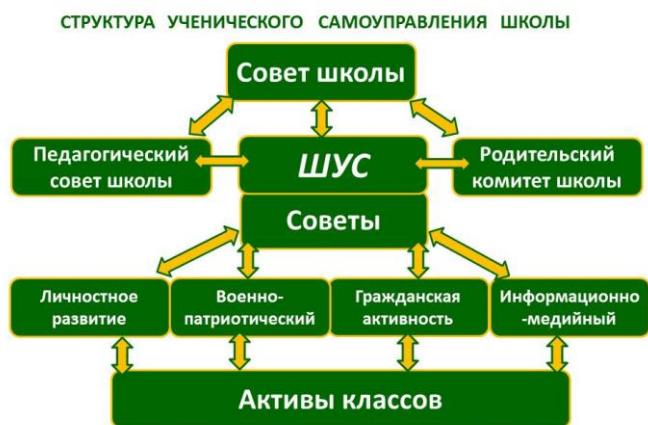 СТРУКТУРА УЧЕНИЧЕСКОГО САМОУПРАВЛЕНИЯ ШКОЛЫ
Совет школы
Педагогический
совет школы
ШУС
Родительский
комитет школы
Советы
Личностное
развитие
Военно-
патриотический
Гражданская
активность
Информационно
-медийный
Активы классов